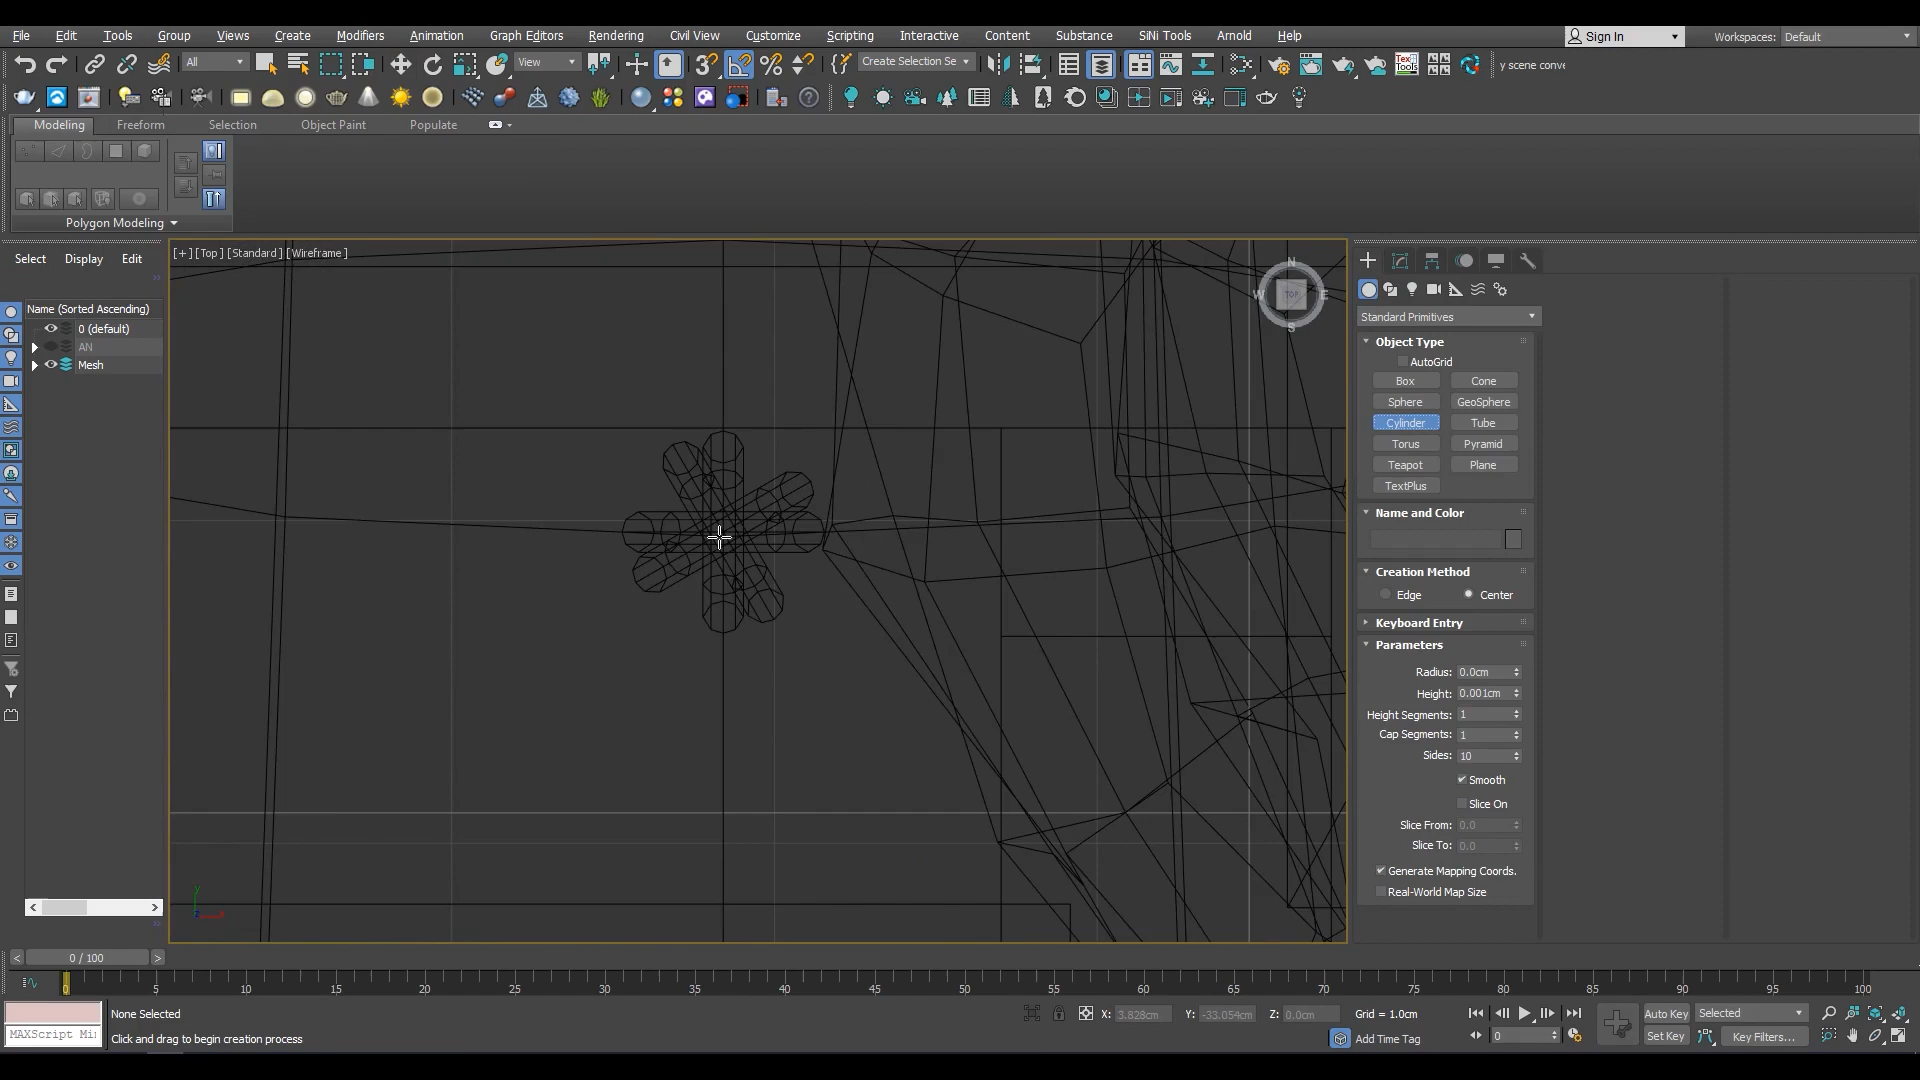 File Edit Tools Group Views Create Modifiers Animation Graph Editors Rendering Civil View Customize Scripting Interactive Content Substance SiNi Tools Arnold Help
Sign In Workspaces: Default
All View Create Selection Se y scene conve
Modeling Freeform Selection Object Paint Populate
Polygon Modeling
Select Display Edit
Name (Sorted Ascending)
0 (default)
AN
Mesh
[+] [Top] [Standard] [Wireframe]
N
W TOP E
S
y
Standard Primitives
Object Type
AutoGrid
Box Cone
Sphere GeoSphere
Cylinder Tube
Torus Pyramid
Teapot Plane
TextPlus
Name and Color
Creation Method
Edge Center
Keyboard Entry
Parameters
Radius: 0.0cm
Height: 0.001cm
Height Segments: 1
Cap Segments: 1
Sides: 10
Smooth
Slice On
Slice From: 0.0
Slice To: 0.0
Generate Mapping Coords.
Real-World Map Size
0 / 100
0 5 10 15 20 25 30 35 40 45 50 55 60 65 70 75 80 85 90 95 100
None Selected X: 3.828cm Y: -33.054cm Z: 0.0cm Grid = 1.0cm Auto Key Selected
MAXScript Mi Click and drag to begin creation process Add Time Tag 0 Set Key Key Filters...